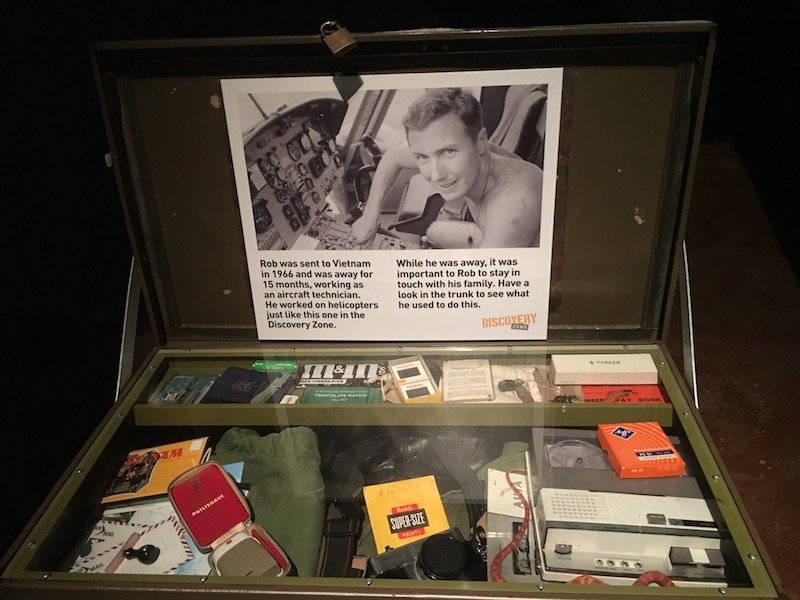 Rob was sent to Vietnam
in 1966 and was away for
15 months, working as
an aircraft technician.
He worked on helicopters
just like this one in the
Discovery Zone.
While he was away, it was
important to Rob to stay in
touch with his family. Have a
look in the trunk to see what
he used to do this.
DISCOVERY
ZONE
m&m's
CHOCOLATE RATION
PARKER
PAY BOOK
PHILISHAVE
Kodak
SUPER-SIZE
PRINTS
AGFA